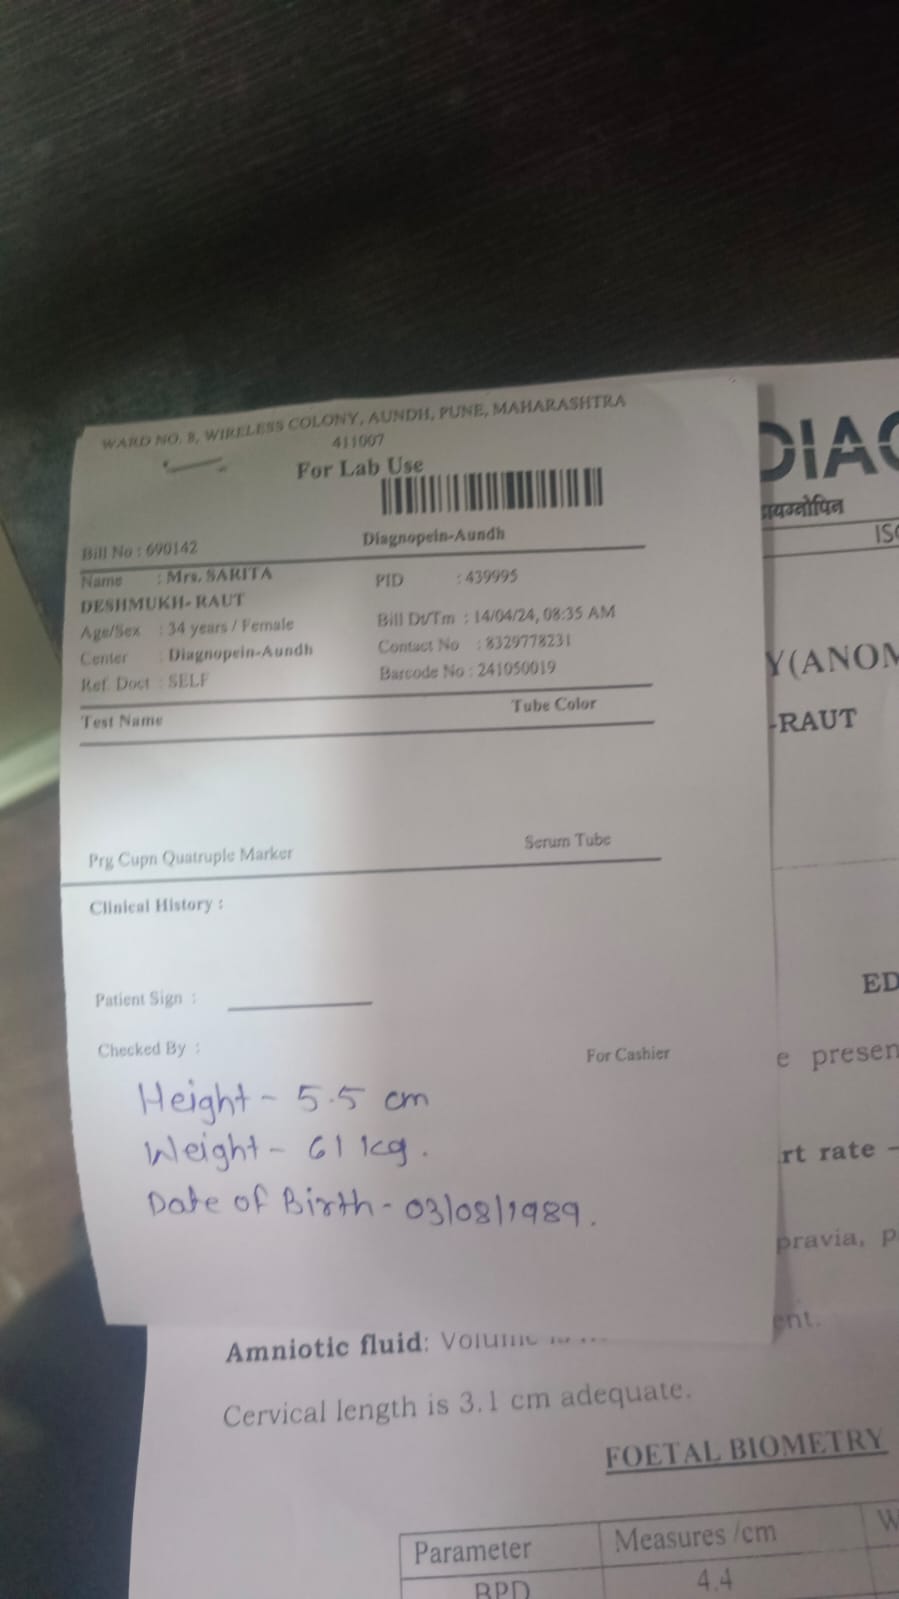 WARD NO. 8, WIRELESS COLONY, AUNDH, PUNE, MAHARASHTRA
411007
For Lab Use
Bill No : 690142 Diagnopein-Aundh
Name : Mrs. SARITA PID : 439995
DESHMUKH- RAUT
Age/Sex : 34 years / Female Bill Dt/Tm : 14/04/24, 08:35 AM
Center : Diagnopein-Aundh Contact No : 8329778231
Ref. Doct : SELF Barcode No : 241050019
Test Name Tube Color
Prg Cupn Quatruple Marker Serum Tube
Clinical History :
Patient Sign :
Checked By : For Cashier
Height - 5.5 cm
Weight - 61 kg.
Date of Birth - 03/08/1989.
DIAG
डायग्नोपिन
ISO
Y(ANOM
-RAUT
ED
e presen
rt rate -
pravia, p
ent.
Amniotic fluid: Volume is
Cervical length is 3.1 cm adequate.
FOETAL BIOMETRY
Parameter Measures /cm W
BPD 4.4